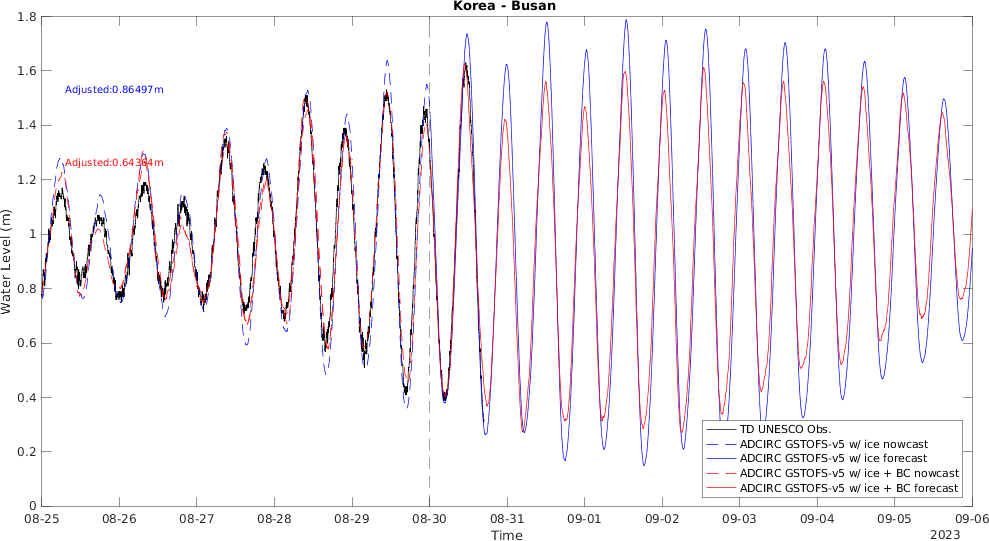 Korea - Busan
1.8
1.6
1.4
1.2
1
0.8
0.6
0.4
0.2
0
Water Level (m)
Adjusted:0.86497m
Adjusted:0.64364m
TD UNESCO Obs.
ADCIRC GSTOFS-v5 w/ ice nowcast
ADCIRC GSTOFS-v5 w/ ice forecast
ADCIRC GSTOFS-v5 w/ ice + BC nowcast
ADCIRC GSTOFS-v5 w/ ice + BC forecast
08-25 08-26 08-27 08-28 08-29 08-30 08-31 09-01 09-02 09-03 09-04 09-05 09-06
Time
2023